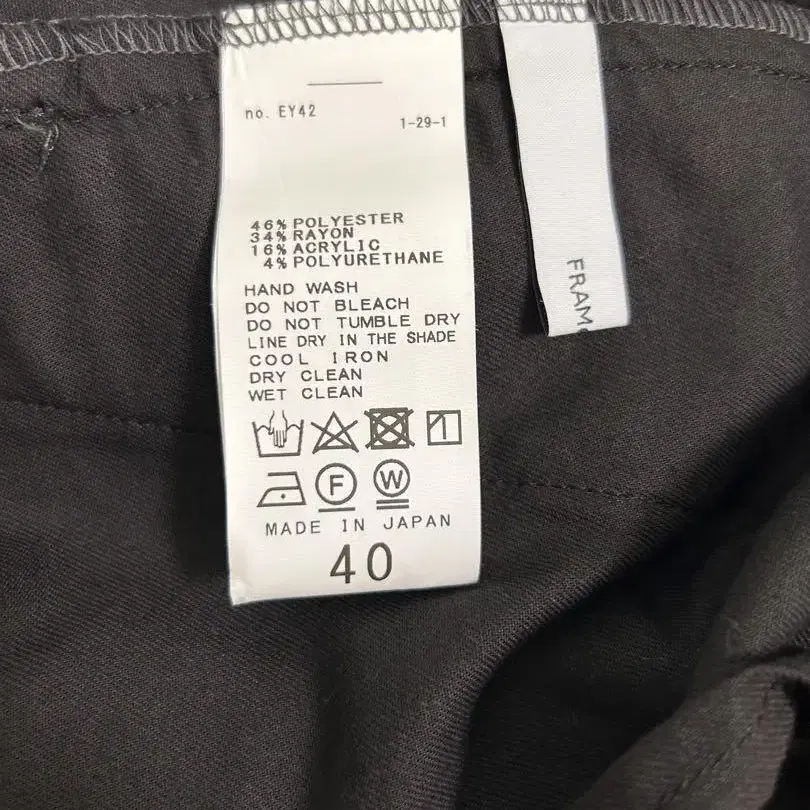 no. EY42
1-29-1
46% POLYESTER
34% RAYON
16% ACRYLIC
4% POLYURETHANE
HAND WASH
DO NOT BLEACH
DO NOT TUMBLE DRY
LINE DRY IN THE SHADE
COOL IRON
DRY CLEAN
WET CLEAN
F W
MADE IN JAPAN
40